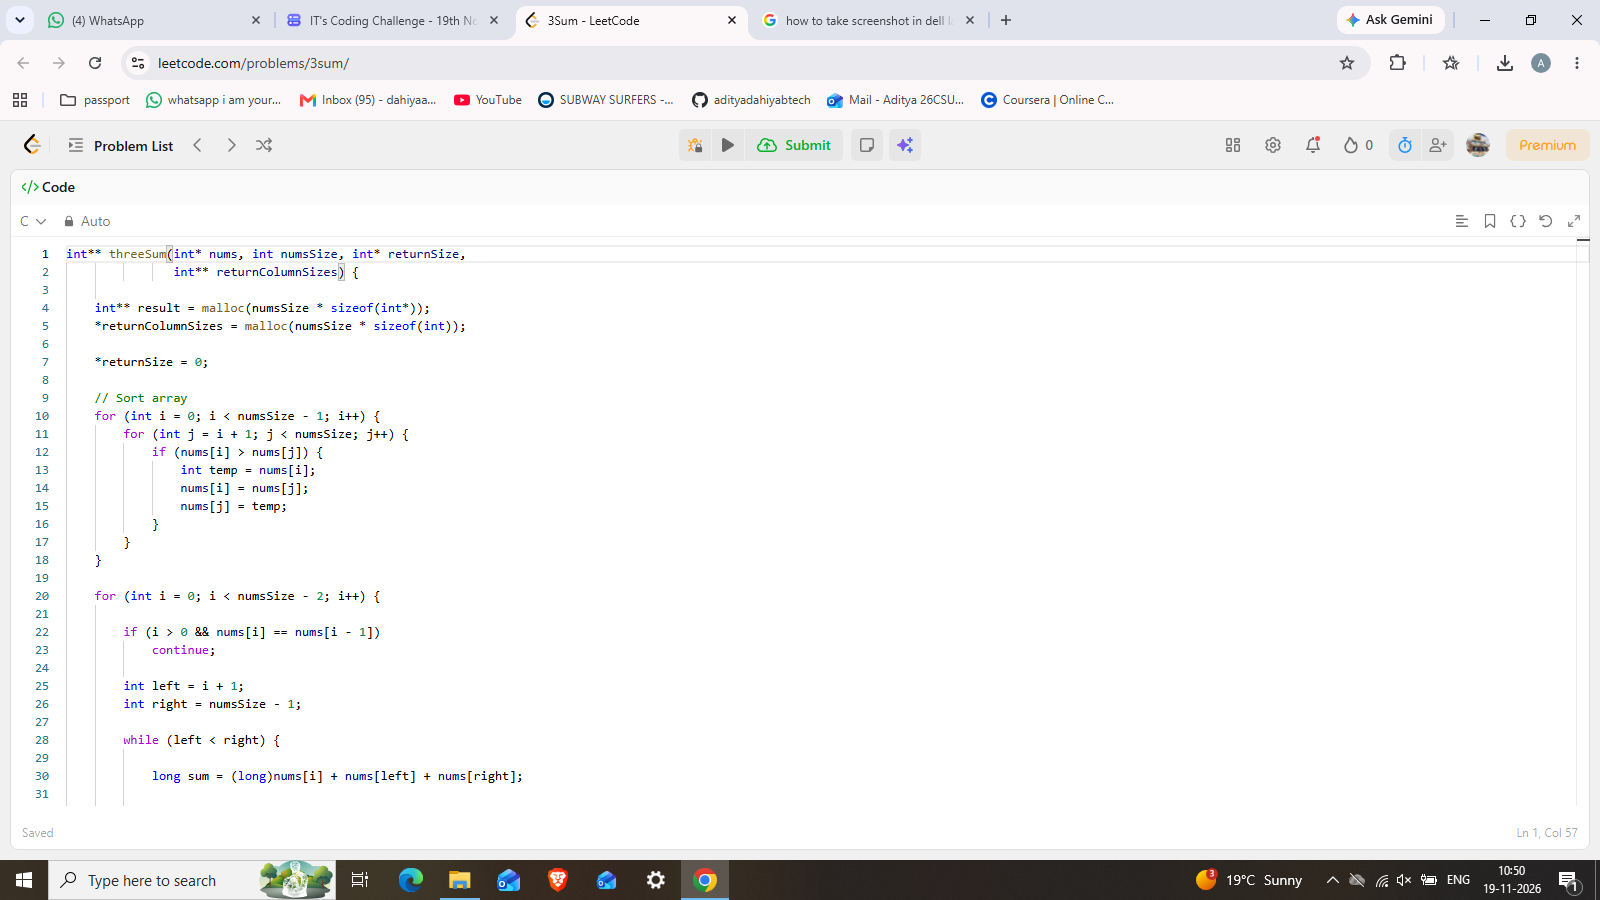 (4) WhatsApp
IT's Coding Challenge - 19th No
3Sum - LeetCode
how to take screenshot in dell l
Ask Gemini
leetcode.com/problems/3sum/
A
passport
whatsapp i am your...
Inbox (95) - dahiyaa...
YouTube
SUBWAY SURFERS -...
adityadahiyabtech
Mail - Aditya 26CSU...
Coursera | Online C...
Problem List
Submit
0
Premium
</> Code
C
Auto
1 int** threeSum(int* nums, int numsSize, int* returnSize,
2 int** returnColumnSizes) {
3
4 int** result = malloc(numsSize * sizeof(int*));
5 *returnColumnSizes = malloc(numsSize * sizeof(int));
6
7 *returnSize = 0;
8
9 // Sort array
10 for (int i = 0; i < numsSize - 1; i++) {
11 for (int j = i + 1; j < numsSize; j++) {
12 if (nums[i] > nums[j]) {
13 int temp = nums[i];
14 nums[i] = nums[j];
15 nums[j] = temp;
16 }
17 }
18 }
19
20 for (int i = 0; i < numsSize - 2; i++) {
21
22 if (i > 0 && nums[i] == nums[i - 1])
23 continue;
24
25 int left = i + 1;
26 int right = numsSize - 1;
27
28 while (left < right) {
29
30 long sum = (long)nums[i] + nums[left] + nums[right];
31
Saved
Ln 1, Col 57
Type here to search
3
19°C Sunny
ENG
10:50
19-11-2026
1